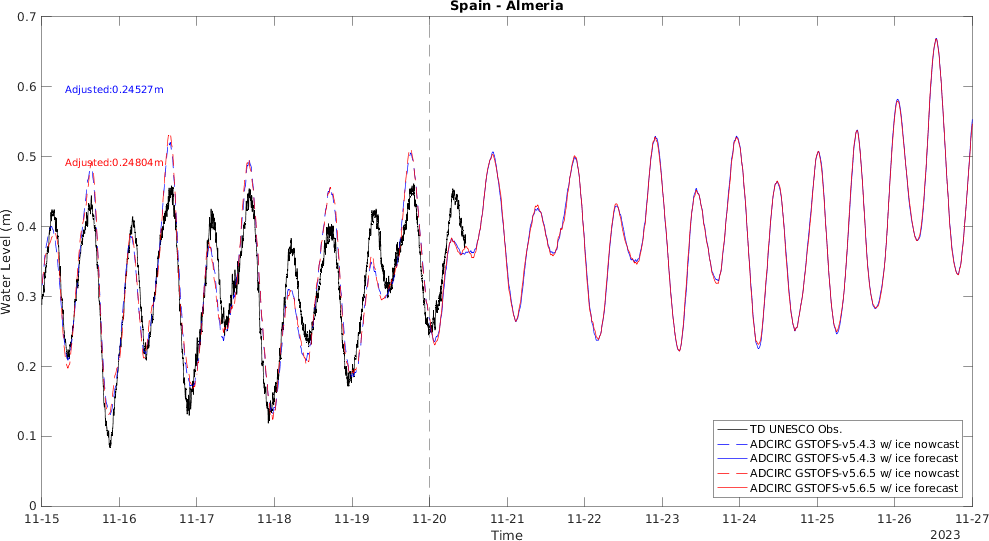 Spain - Almeria
0.7
0.6
0.5
0.4
0.3
0.2
0.1
0
Water Level (m)
Adjusted:0.24527m
Adjusted:0.24804m
TD UNESCO Obs.
ADCIRC GSTOFS-v5.4.3 w/ ice nowcast
ADCIRC GSTOFS-v5.4.3 w/ ice forecast
ADCIRC GSTOFS-v5.6.5 w/ ice nowcast
ADCIRC GSTOFS-v5.6.5 w/ ice forecast
11-15 11-16 11-17 11-18 11-19 11-20 11-21 11-22 11-23 11-24 11-25 11-26 11-27
Time
2023